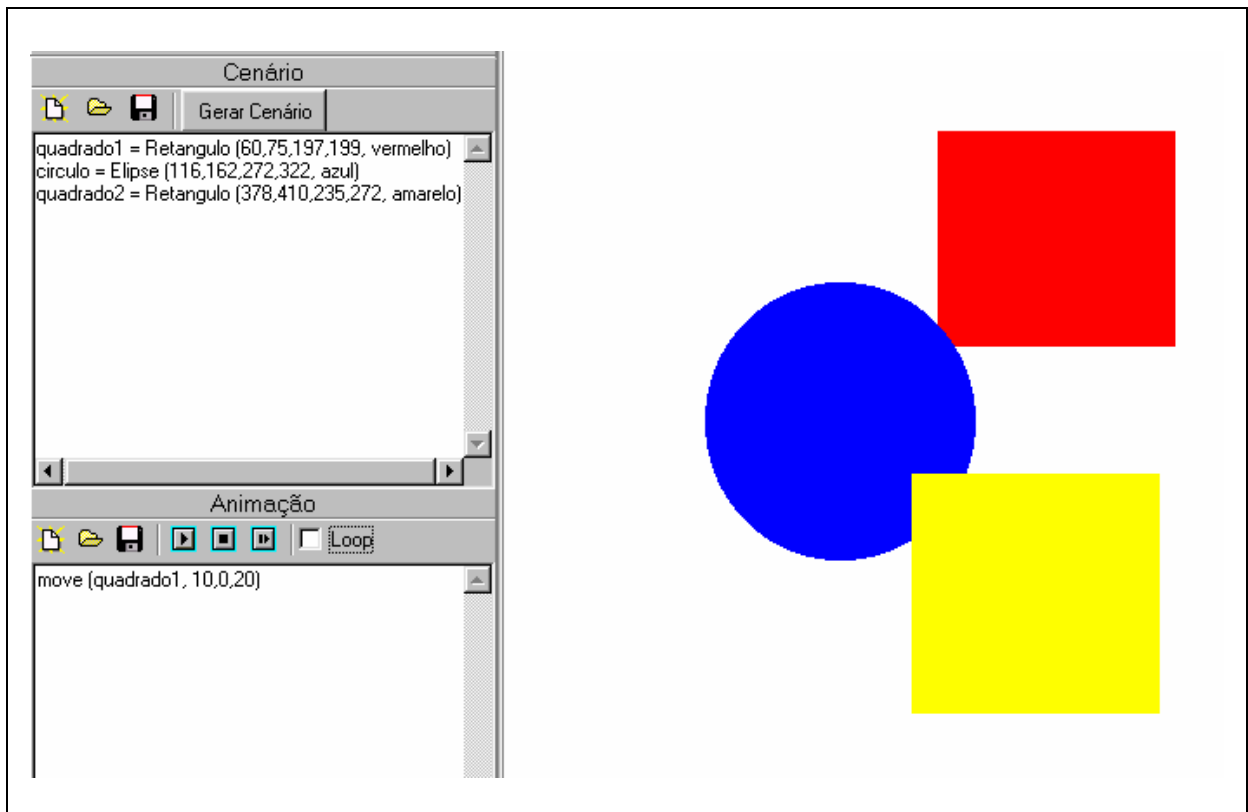 Cenário
Gerar Cenário
quadrado1 = Retangulo (60,75,197,199, vermelho)
circulo = Elipse (116,162,272,322, azul)
quadrado2 = Retangulo (378,410,235,272, amarelo)
Animação
Loop
move (quadrado1, 10,0,20)